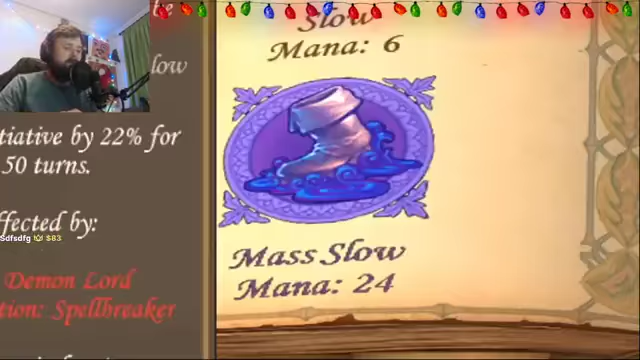 Slow
Mana: 6
low
tiative by 22% for
50 turns.
ffected by:
Sdfsdfg $83
Demon Lord
tion: Spellbreaker
Mass Slow
Mana: 24